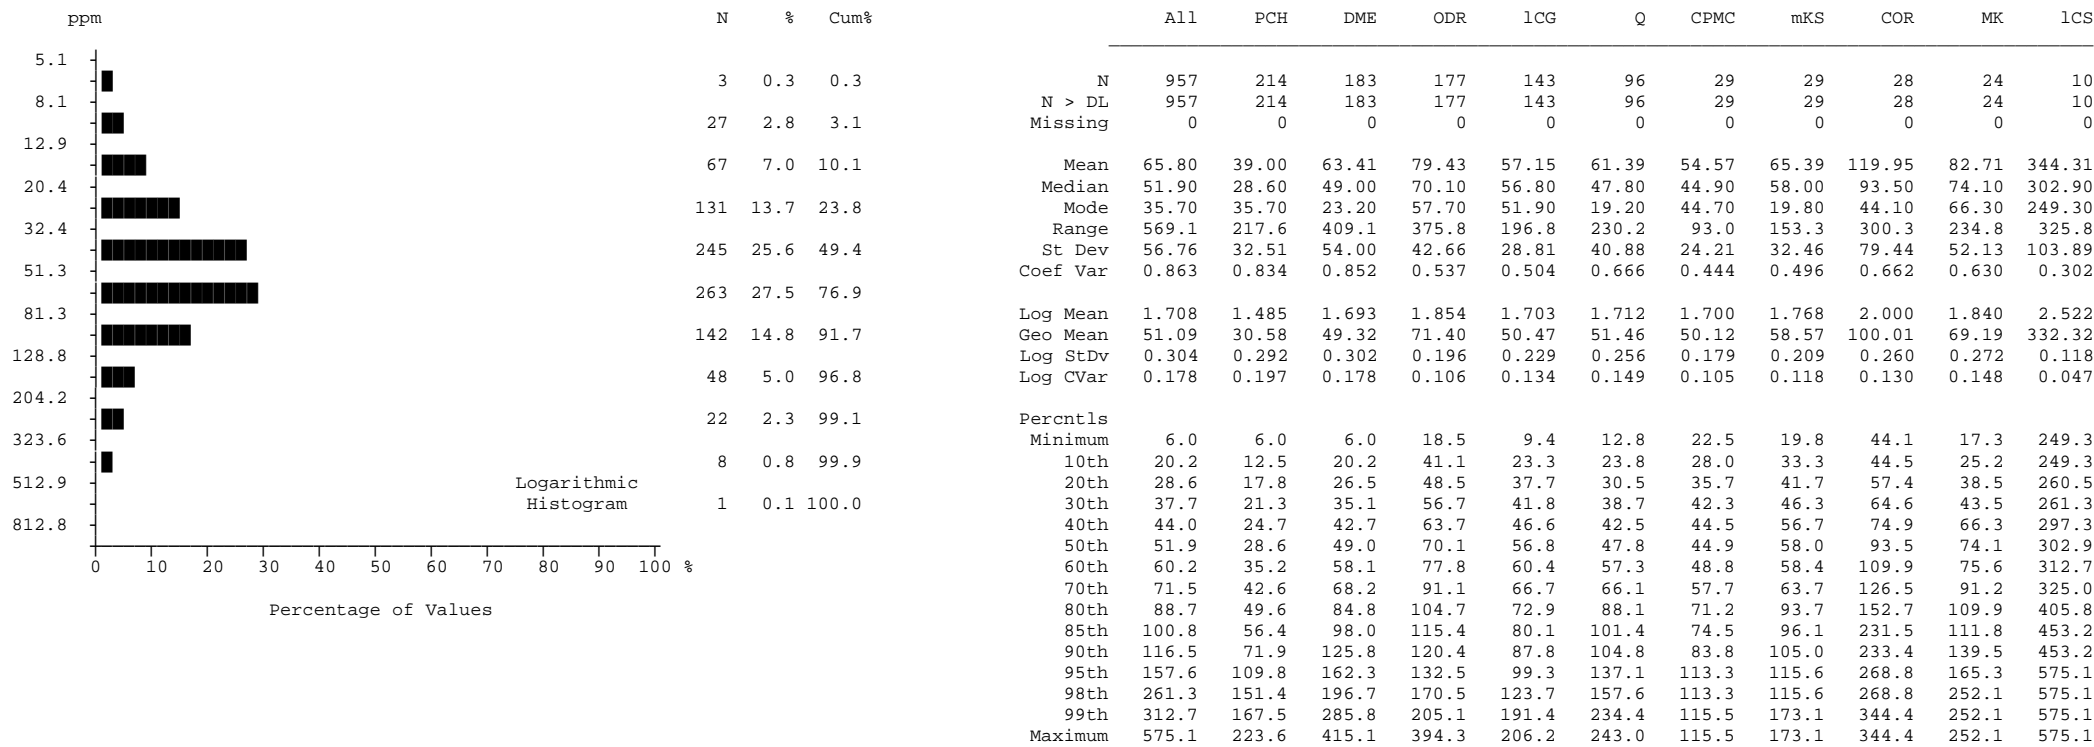 ppm N % Cum%
5.1
3 0.3 0.3
8.1
27 2.8 3.1
12.9
67 7.0 10.1
20.4
131 13.7 23.8
32.4
245 25.6 49.4
51.3
263 27.5 76.9
81.3
142 14.8 91.7
128.8
48 5.0 96.8
204.2
22 2.3 99.1
323.6
8 0.8 99.9
512.9 Logarithmic
Histogram 1 0.1 100.0
812.8
0 10 20 30 40 50 60 70 80 90 100 %
Percentage of Values
All PCH DME ODR lCG Q CPMC mKS COR MK lCS
N 957 214 183 177 143 96 29 29 28 24 10
N > DL 957 214 183 177 143 96 29 29 28 24 10
Missing 0 0 0 0 0 0 0 0 0 0 0
Mean 65.80 39.00 63.41 79.43 57.15 61.39 54.57 65.39 119.95 82.71 344.31
Median 51.90 28.60 49.00 70.10 56.80 47.80 44.90 58.00 93.50 74.10 302.90
Mode 35.70 35.70 23.20 57.70 51.90 19.20 44.70 19.80 44.10 66.30 249.30
Range 569.1 217.6 409.1 375.8 196.8 230.2 93.0 153.3 300.3 234.8 325.8
St Dev 56.76 32.51 54.00 42.66 28.81 40.88 24.21 32.46 79.44 52.13 103.89
Coef Var 0.863 0.834 0.852 0.537 0.504 0.666 0.444 0.496 0.662 0.630 0.302
Log Mean 1.708 1.485 1.693 1.854 1.703 1.712 1.700 1.768 2.000 1.840 2.522
Geo Mean 51.09 30.58 49.32 71.40 50.47 51.46 50.12 58.57 100.01 69.19 332.32
Log StDv 0.304 0.292 0.302 0.196 0.229 0.256 0.179 0.209 0.260 0.272 0.118
Log CVar 0.178 0.197 0.178 0.106 0.134 0.149 0.105 0.118 0.130 0.148 0.047
Percntls
Minimum 6.0 6.0 6.0 18.5 9.4 12.8 22.5 19.8 44.1 17.3 249.3
10th 20.2 12.5 20.2 41.1 23.3 23.8 28.0 33.3 44.5 25.2 249.3
20th 28.6 17.8 26.5 48.5 37.7 30.5 35.7 41.7 57.4 38.5 260.5
30th 37.7 21.3 35.1 56.7 41.8 38.7 42.3 46.3 64.6 43.5 261.3
40th 44.0 24.7 42.7 63.7 46.6 42.5 44.5 56.7 74.9 66.3 297.3
50th 51.9 28.6 49.0 70.1 56.8 47.8 44.9 58.0 93.5 74.1 302.9
60th 60.2 35.2 58.1 77.8 60.4 57.3 48.8 58.4 109.9 75.6 312.7
70th 71.5 42.6 68.2 91.1 66.7 66.1 57.7 63.7 126.5 91.2 325.0
80th 88.7 49.6 84.8 104.7 72.9 88.1 71.2 93.7 152.7 109.9 405.8
85th 100.8 56.4 98.0 115.4 80.1 101.4 74.5 96.1 231.5 111.8 453.2
90th 116.5 71.9 125.8 120.4 87.8 104.8 83.8 105.0 233.4 139.5 453.2
95th 157.6 109.8 162.3 132.5 99.3 137.1 113.3 115.6 268.8 165.3 575.1
98th 261.3 151.4 196.7 170.5 123.7 157.6 113.3 115.6 268.8 252.1 575.1
99th 312.7 167.5 285.8 205.1 191.4 234.4 115.5 173.1 344.4 252.1 575.1
Maximum 575.1 223.6 415.1 394.3 206.2 243.0 115.5 173.1 344.4 252.1 575.1